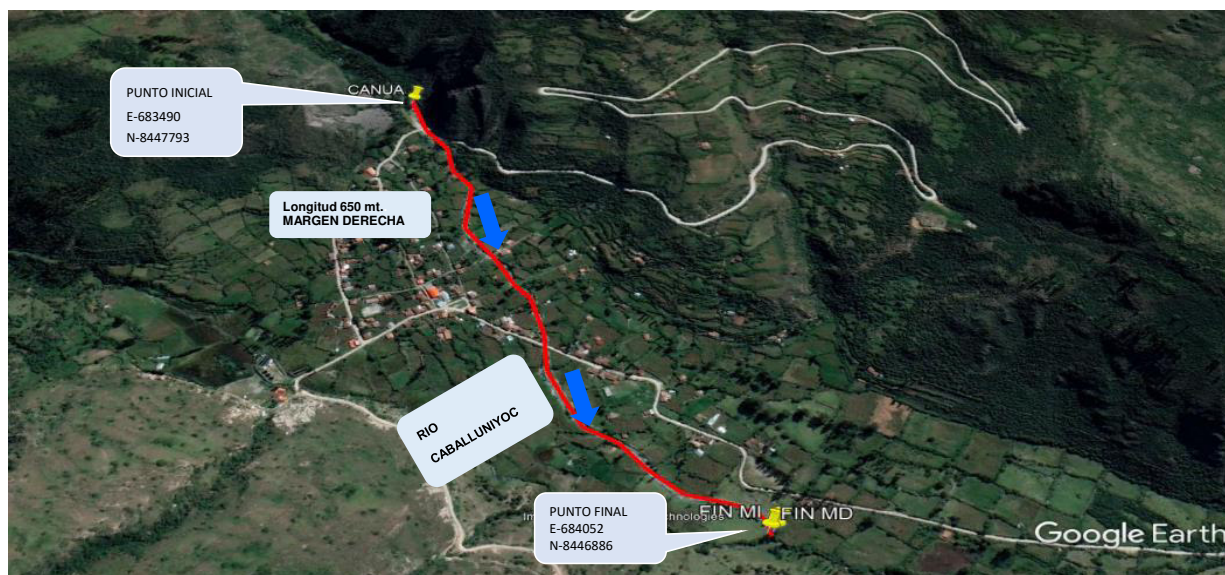 CANUA
PUNTO INICIAL
E-683490
N-8447793
Longitud 650 mt.
MARGEN DERECHA
RIO
CABALLUNIYOC
FIN MI
FIN MD
PUNTO FINAL
E-684052
N-8446886
Google Earth